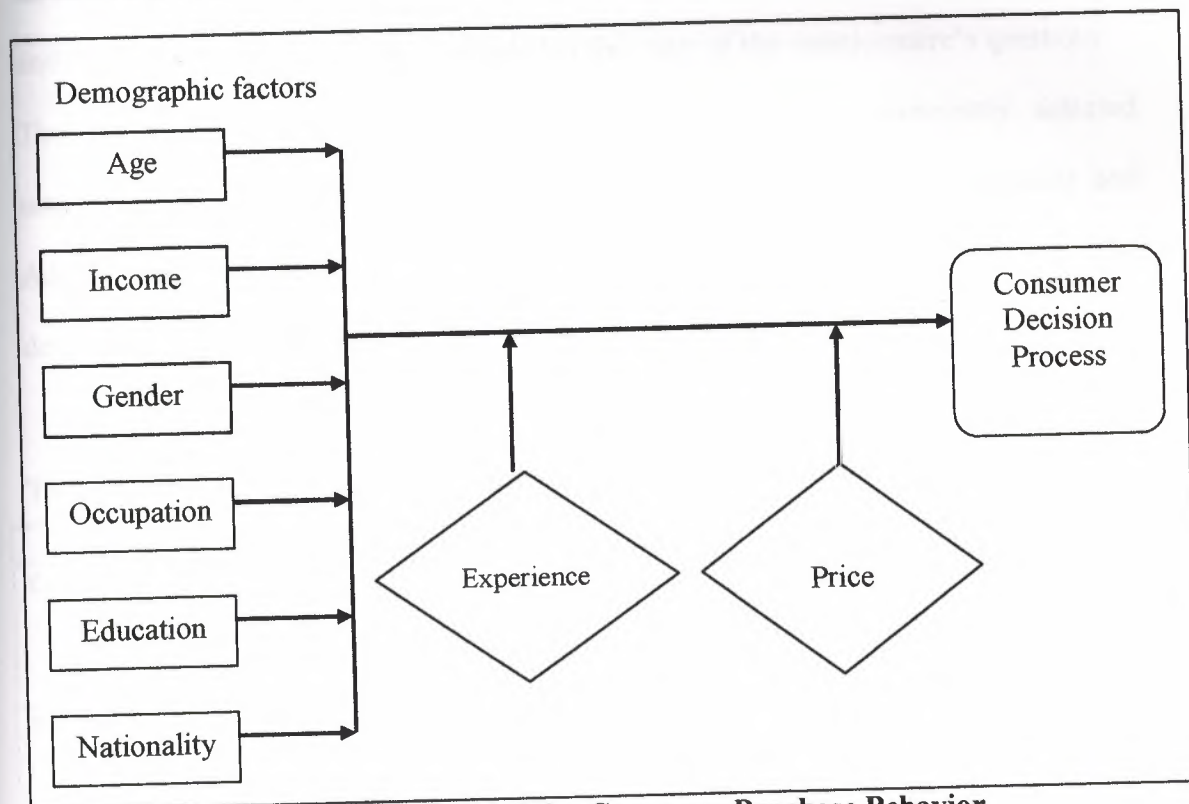 Demographic factors
Age
Income
Gender
Occupation
Education
Nationality
Experience
Price
Consumer
Decision
Process
Purchase Behavior